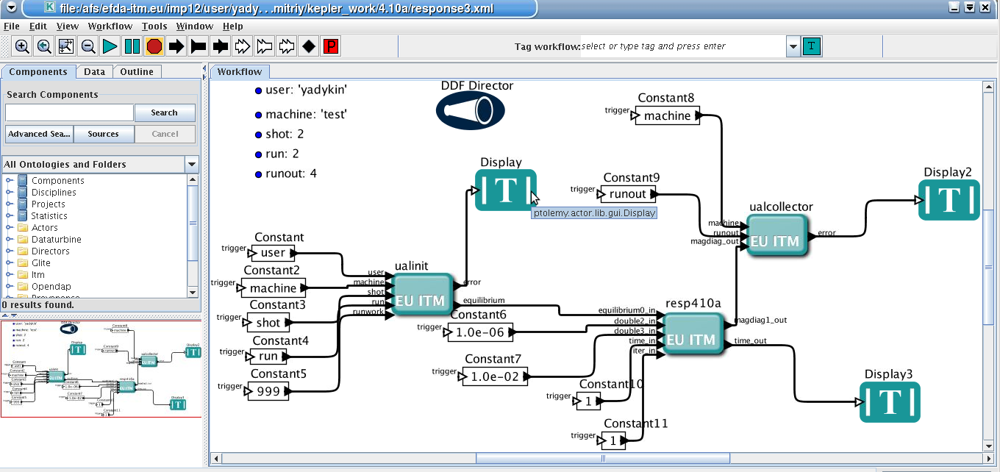 file:/afs/efda-itm.eu/imp12/user/yady...mitriy/kepler_work/4.10a/response3.xml
File Edit View Workflow Tools Window Help
Tag workflow: select or type tag and press enter T
P
Components Data Outline
Search Components
Search
Advanced Sea... Sources Cancel
All Ontologies and Folders
Components
Disciplines
Projects
Statistics
Actors
Dataturbine
Directors
Glite
Itm
Opendap
0 results found.
Workflow
user: 'yadykin'
machine: 'test'
shot: 2
run: 2
runout: 4
DDF Director
Constant8
trigger machine
Display
T
ptolemy.actor.lib.gui.Display
Constant9
trigger runout
Display2
T
ualcollector
machine
runout
magdiag_out
EU ITM
error
Constant
trigger user
Constant2
trigger machine
Constant3
trigger shot
Constant4
trigger run
Constant5
trigger 999
ualinit
user
machine
shot
run
runwork
EU ITM
error
equilibrium
Constant6
trigger 1.0e-06
Constant7
trigger 1.0e-02
resp410a
equilibrium0_in
double2_in
double3_in
time_in
iter_in
EU ITM
magdiag1_out
time_out
Constant10
trigger 1
Constant11
trigger 1
Display3
T